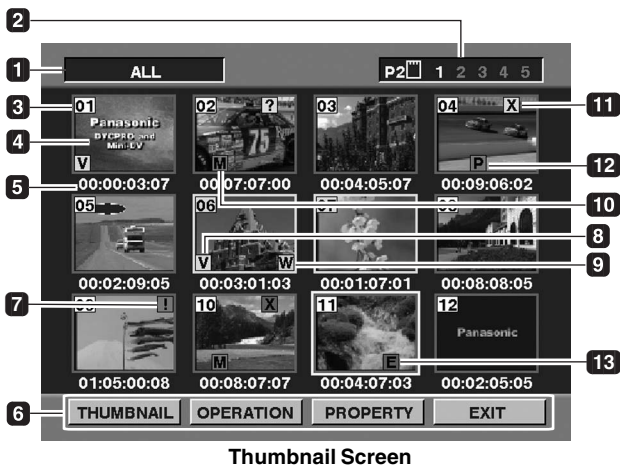 2
1 ALL P2 1 2 3 4 5
3 01 Panasonic DVCPRO and Mini-DV V
02 ? 75 M
03
04 X P 11
4
12
5 00:00:03:07 00:07:07:00 00:04:05:07 00:09:06:02
10
05 06 V W 07 08
8
9
00:02:09:05 00:03:01:03 00:01:07:01 00:08:08:05
7 09 ! 10 X M 11 E 12 Panasonic
13
01:05:00:08 00:08:07:07 00:04:07:03 00:02:05:05
6 THUMBNAIL OPERATION PROPERTY EXIT
Thumbnail Screen